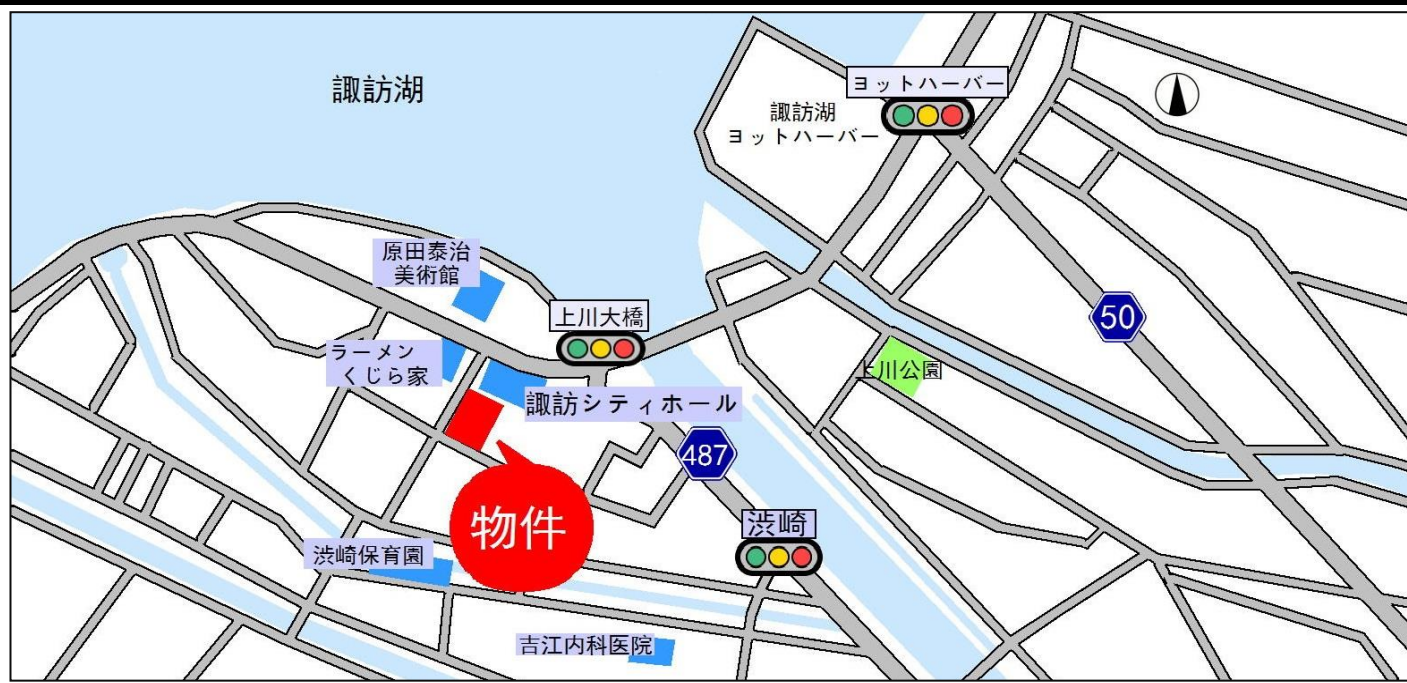 諏訪湖
ヨットハーバー
諏訪湖
ヨットハーバー
原田泰治
美術館
上川大橋
50
ラーメン
くじら家
上川公園
諏訪シティホール
487
物件
渋崎
渋崎保育園
吉江内科医院